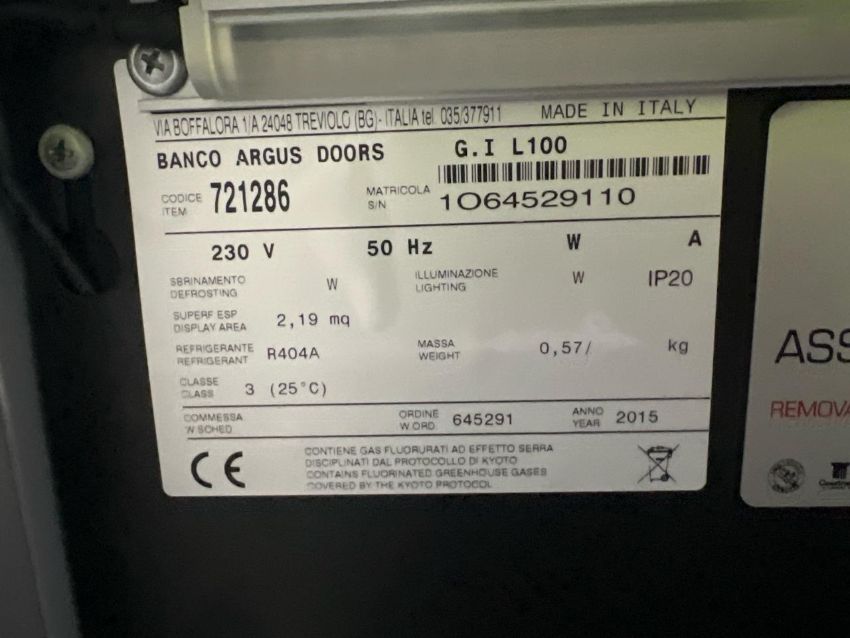 VIA BOFFALORA 1/A 24048 TREVIOLO (BG)- ITALIA tel. 035/377911 MADE IN ITALY
BANCO ARGUS DOORS G.I L100
CODICE ITEM 721286 MATRICOLA S/N 1O64529110
230 V 50 Hz W A
SBRINAMENTO DEFROSTING W ILLUMINAZIONE LIGHTING W IP20
SUPERF ESP DISPLAY AREA 2,19 mq
REFRIGERANTE REFRIGERANT R404A MASSA WEIGHT 0,57/ kg
CLASSE CLASS 3 (25°C)
COMMESSA W SCHED ORDINE W ORD 645291 ANNO YEAR 2015
CE
CONTIENE GAS FLUORURATI AD EFFETTO SERRA
DISCIPLINATI DAL PROTOCOLLO DI KYOTO
CONTAINS FLUORINATED GREENHOUSE GASES
COVERED BY THE KYOTO PROTOCOL
ASS
REMOVA